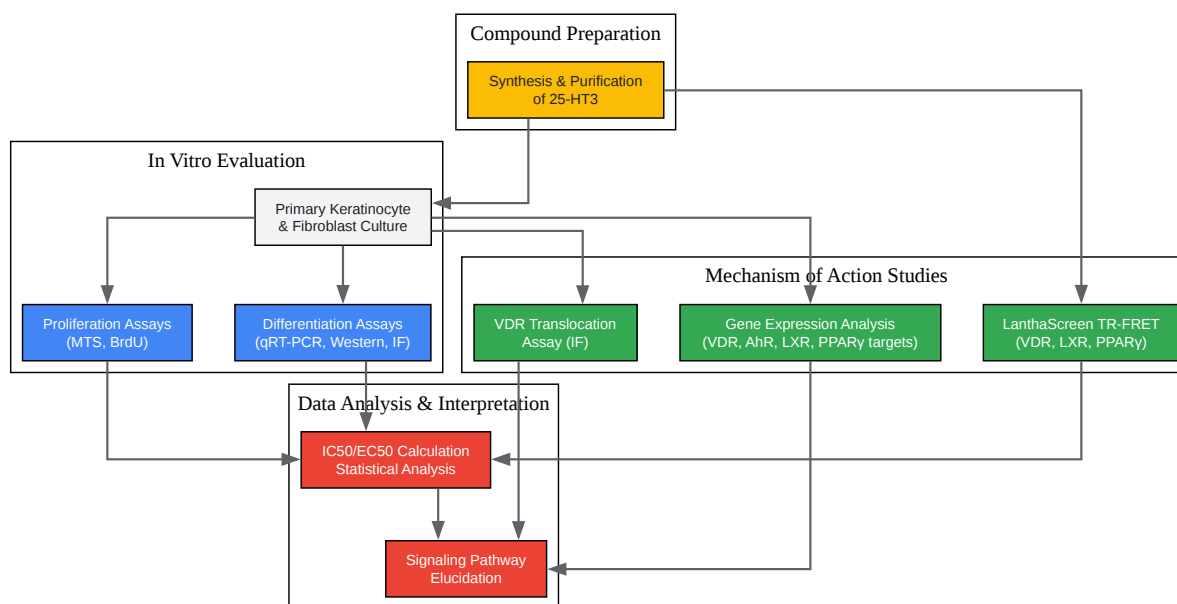 Compound Preparation
Synthesis & Purification
of 25-HT3
In Vitro Evaluation
Primary Keratinocyte
& Fibroblast Culture
Mechanism of Action Studies
Proliferation Assays
(MTS, BrdU)
Differentiation Assays
(qRT-PCR, Western, IF)
VDR Translocation
Assay (IF)
Gene Expression Analysis
(VDR, AhR, LXR, PPARγ targets)
LanthaScreen TR-FRET
(VDR, LXR, PPARγ)
Data Analysis & Interpretation
IC50/EC50 Calculation
Statistical Analysis
Signaling Pathway
Elucidation